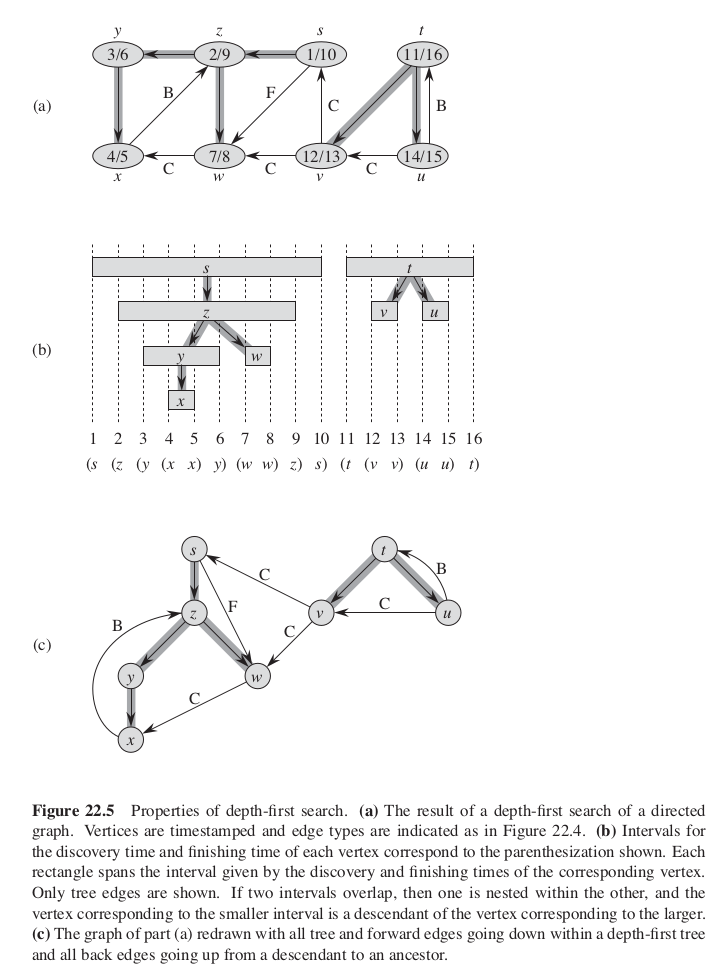 y z s t
3/6 2/9 1/10 11/16
(a) B F C B
4/5 7/8 12/13 14/15
C C C
x w v u
s t
z v u
(b) y w
x
1 2 3 4 5 6 7 8 9 10 11 12 13 14 15 16
(s (z (y (x x) y) (w w) z) s) (t (v v) (u u) t)
s t
C B
B z F v C u
(c) C
y w
C
x
Figure 22.5 Properties of depth-first search. (a) The result of a depth-first search of a directed
graph. Vertices are timestamped and edge types are indicated as in Figure 22.4. (b) Intervals for
the discovery time and finishing time of each vertex correspond to the parenthesization shown. Each
rectangle spans the interval given by the discovery and finishing times of the corresponding vertex.
Only tree edges are shown. If two intervals overlap, then one is nested within the other, and the
vertex corresponding to the smaller interval is a descendant of the vertex corresponding to the larger.
(c) The graph of part (a) redrawn with all tree and forward edges going down within a depth-first tree
and all back edges going up from a descendant to an ancestor.